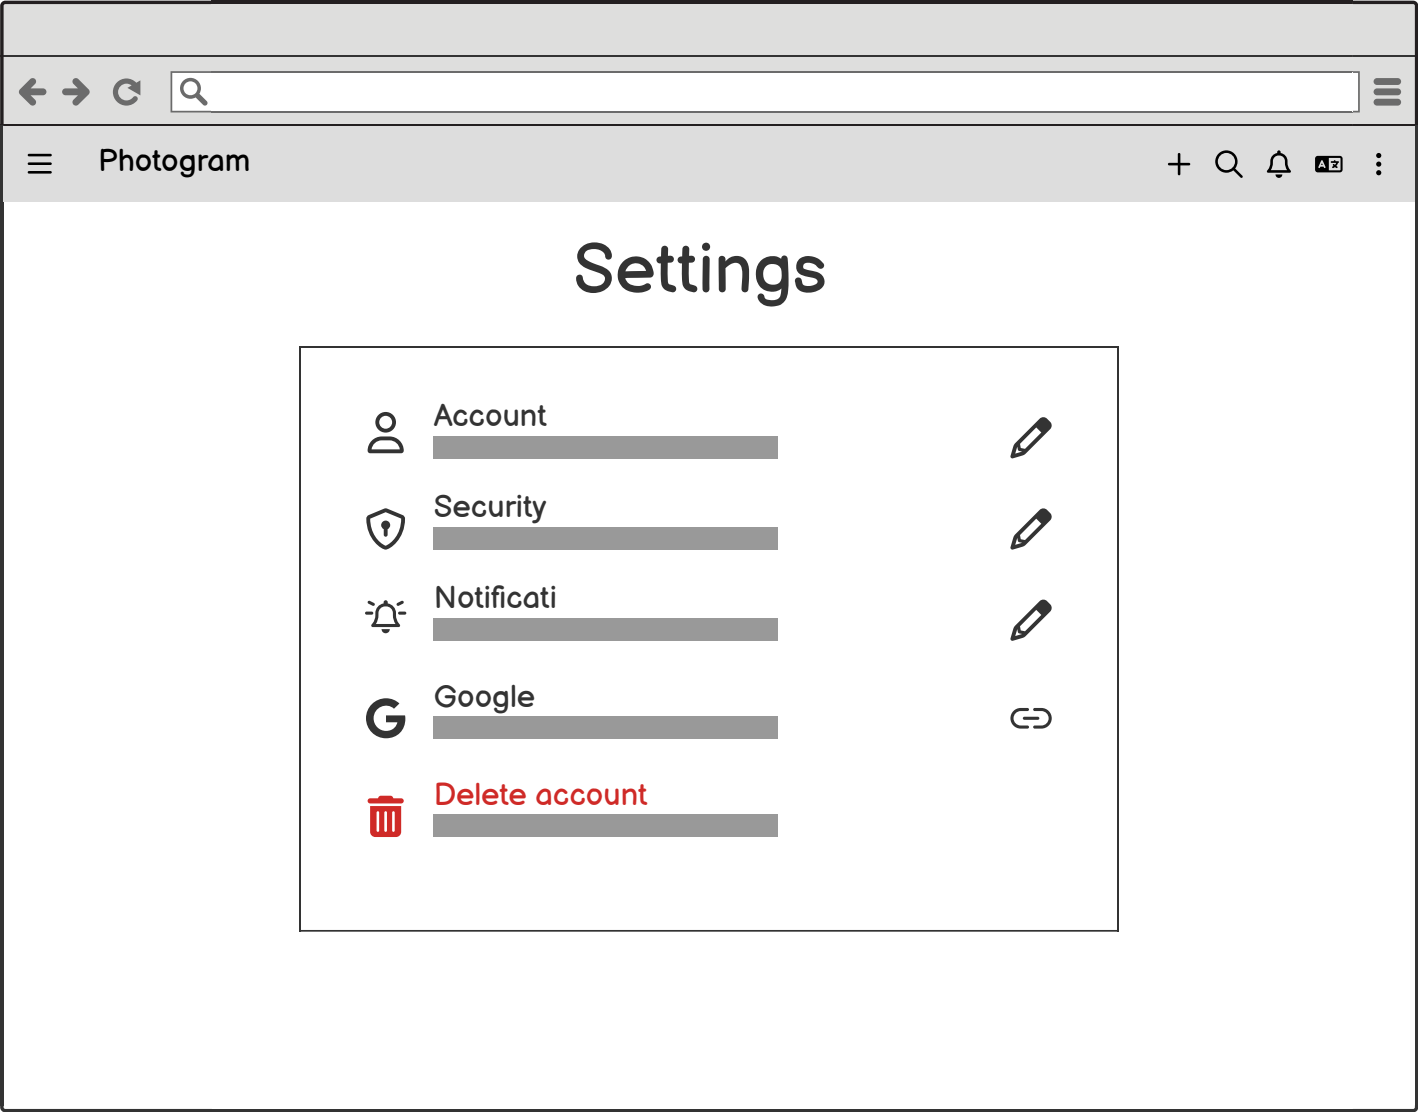 Photogram
Settings
Account
Security
Notificati
Google
Delete account